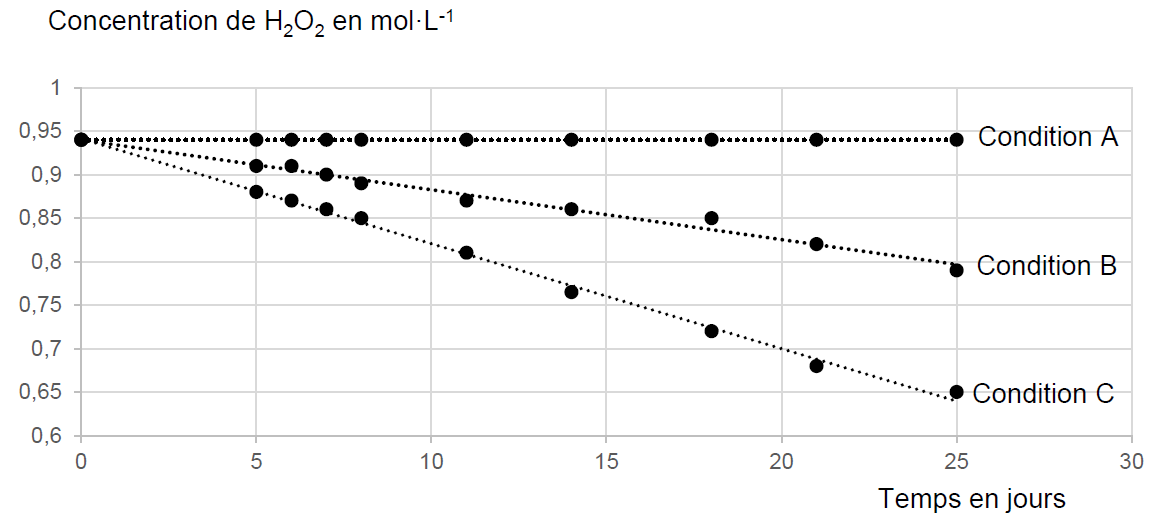 Concentration de H₂O₂ en mol·L⁻¹
1
0,95
Condition A
0,9
0,85
0,8
Condition B
0,75
0,7
0,65
Condition C
0,6
0 5 10 15 20 25 30
Temps en jours